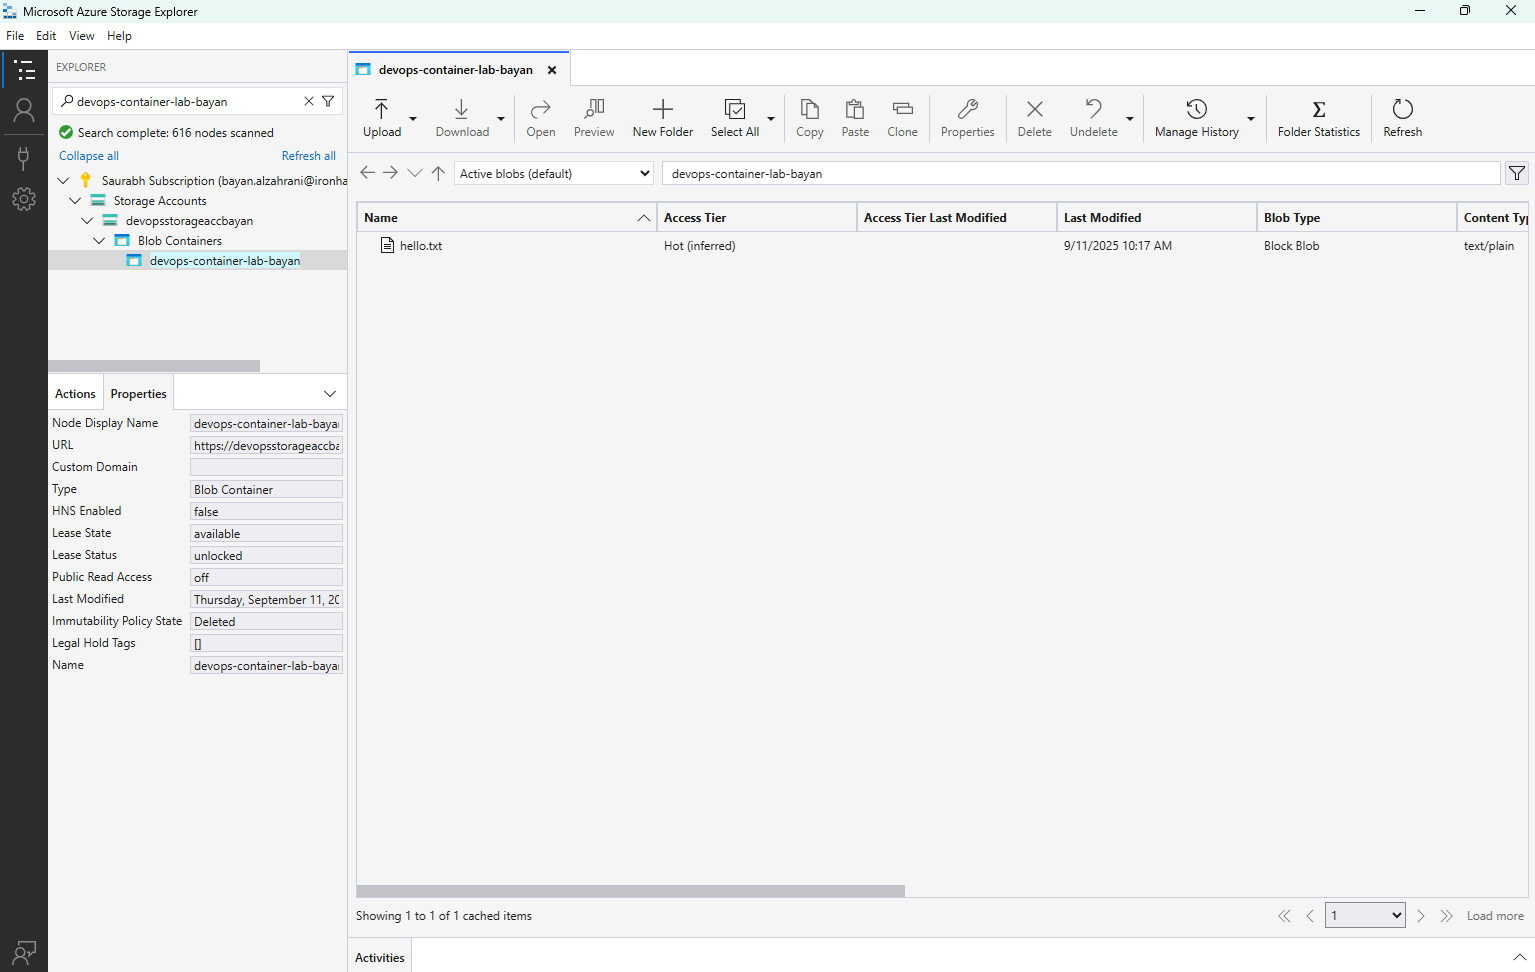 Microsoft Azure Storage Explorer
File Edit View Help
EXPLORER
devops-container-lab-bayan
Search complete: 616 nodes scanned
Collapse all Refresh all
Saurabh Subscription (bayan.alzahrani@ironha
Storage Accounts
devopsstorageaccbayan
Blob Containers
devops-container-lab-bayan
Actions Properties
Node Display Name devops-container-lab-bayan
URL https://devopsstorageaccba
Custom Domain
Type Blob Container
HNS Enabled false
Lease State available
Lease Status unlocked
Public Read Access off
Last Modified Thursday, September 11, 20
Immutability Policy State Deleted
Legal Hold Tags []
Name devops-container-lab-bayan
devops-container-lab-bayan
Upload Download Open Preview New Folder Select All Copy Paste Clone Properties Delete Undelete Manage History Folder Statistics Refresh
Active blobs (default) devops-container-lab-bayan
Name Access Tier Access Tier Last Modified Last Modified Blob Type Content Typ
hello.txt Hot (inferred) 9/11/2025 10:17 AM Block Blob text/plain
Showing 1 to 1 of 1 cached items 1 Load more
Activities